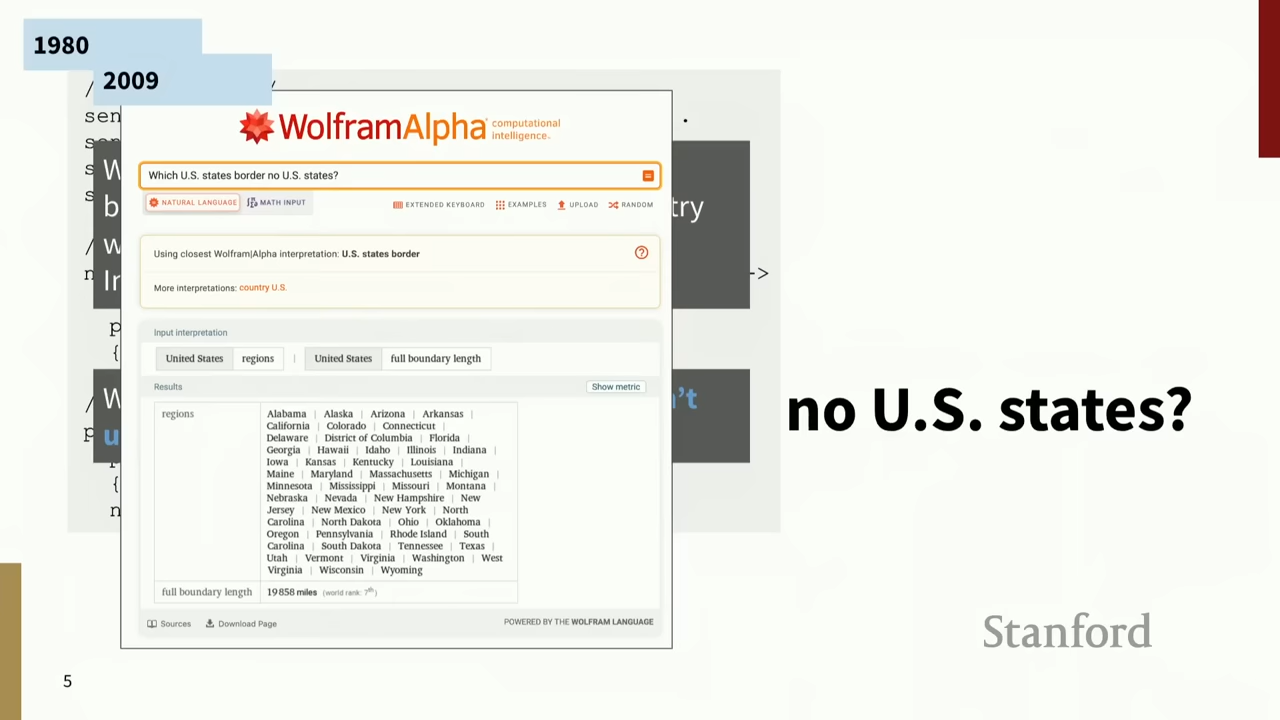 1980
2009
WolframAlpha computational intelligence.
Which U.S. states border no U.S. states?
NATURAL LANGUAGE MATH INPUT EXTENDED KEYBOARD EXAMPLES UPLOAD RANDOM
Using closest Wolfram|Alpha interpretation: U.S. states border
More interpretations: country U.S.
Input interpretation
United States regions | United States full boundary length
Results Show metric
regions Alabama | Alaska | Arizona | Arkansas |
California | Colorado | Connecticut |
Delaware | District of Columbia | Florida |
Georgia | Hawaii | Idaho | Illinois | Indiana |
Iowa | Kansas | Kentucky | Louisiana |
Maine | Maryland | Massachusetts | Michigan |
Minnesota | Mississippi | Missouri | Montana |
Nebraska | Nevada | New Hampshire | New
Jersey | New Mexico | New York | North
Carolina | North Dakota | Ohio | Oklahoma |
Oregon | Pennsylvania | Rhode Island | South
Carolina | South Dakota | Tennessee | Texas |
Utah | Vermont | Virginia | Washington | West
Virginia | Wisconsin | Wyoming
full boundary length 19858 miles (world rank: 7th)
Sources Download Page POWERED BY THE WOLFRAM LANGUAGE
no U.S. states?
Stanford
5